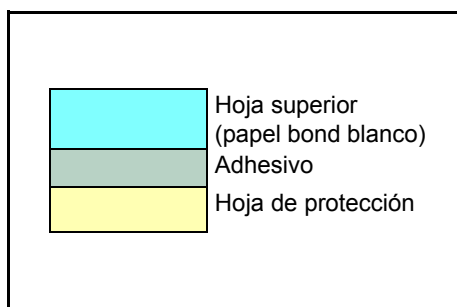 Hoja superior
(papel bond blanco)
Adhesivo
Hoja de protección